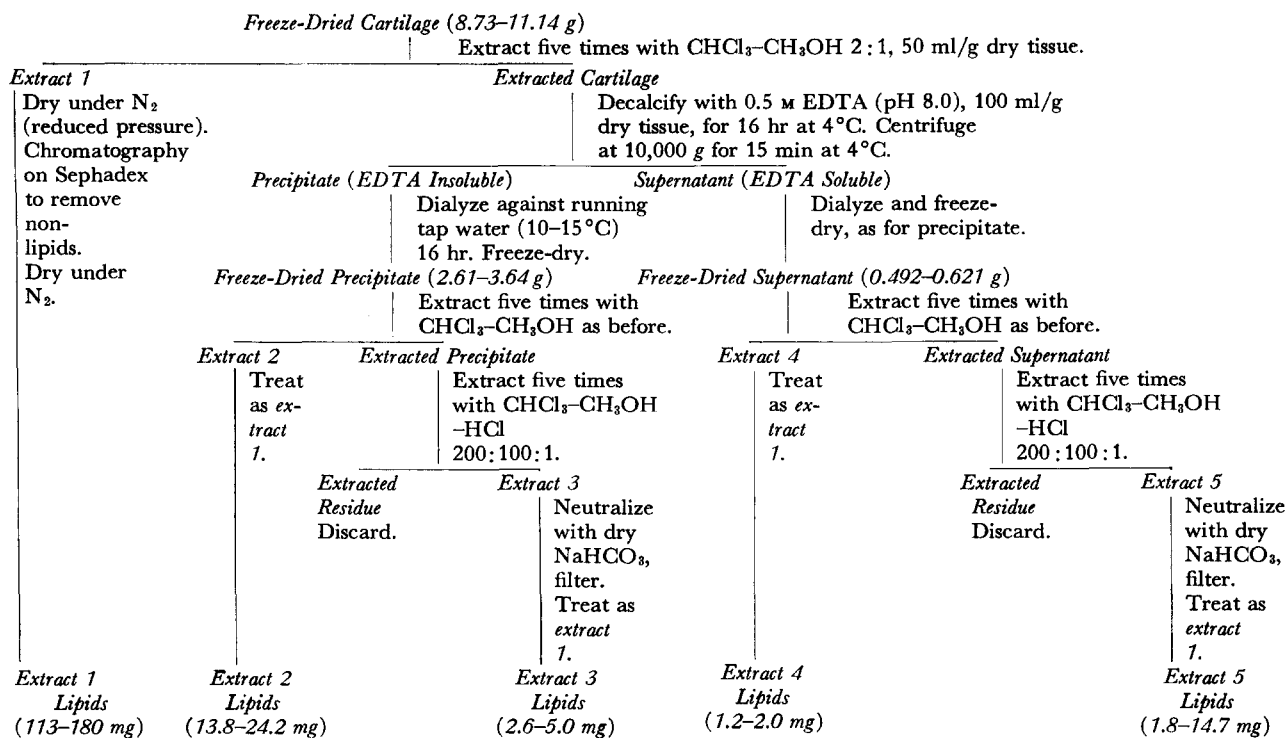 Freeze-Dried Cartilage (8.73–11.14 g)
Extract five times with CHCl₃–CH₃OH 2:1, 50 ml/g dry tissue.
Extract 1
Dry under N₂
(reduced pressure).
Chromatography
on Sephadex
to remove
non-
lipids.
Dry under
N₂.
Extracted Cartilage
Decalcify with 0.5 M EDTA (pH 8.0), 100 ml/g
dry tissue, for 16 hr at 4°C. Centrifuge
at 10,000 g for 15 min at 4°C.
Precipitate (EDTA Insoluble)
Dialyze against running
tap water (10–15°C)
16 hr. Freeze-dry.
Supernatant (EDTA Soluble)
Dialyze and freeze-
dry, as for precipitate.
Freeze-Dried Precipitate (2.61–3.64 g)
Extract five times with
CHCl₃–CH₃OH as before.
Freeze-Dried Supernatant (0.492–0.621 g)
Extract five times with
CHCl₃–CH₃OH as before.
Extract 2
Treat
as ex-
tract
1.
Extracted Precipitate
Extract five times
with CHCl₃–CH₃OH
–HCl
200:100:1.
Extract 4
Treat
as ex-
tract
1.
Extracted Supernatant
Extract five times
with CHCl₃–CH₃OH
–HCl
200:100:1.
Extracted
Residue
Discard.
Extract 3
Neutralize
with dry
NaHCO₃,
filter.
Treat as
extract
1.
Extracted
Residue
Discard.
Extract 5
Neutralize
with dry
NaHCO₃,
filter.
Treat as
extract
1.
Extract 1
Lipids
(113–180 mg)
Extract 2
Lipids
(13.8–24.2 mg)
Extract 3
Lipids
(2.6–5.0 mg)
Extract 4
Lipids
(1.2–2.0 mg)
Extract 5
Lipids
(1.8–14.7 mg)